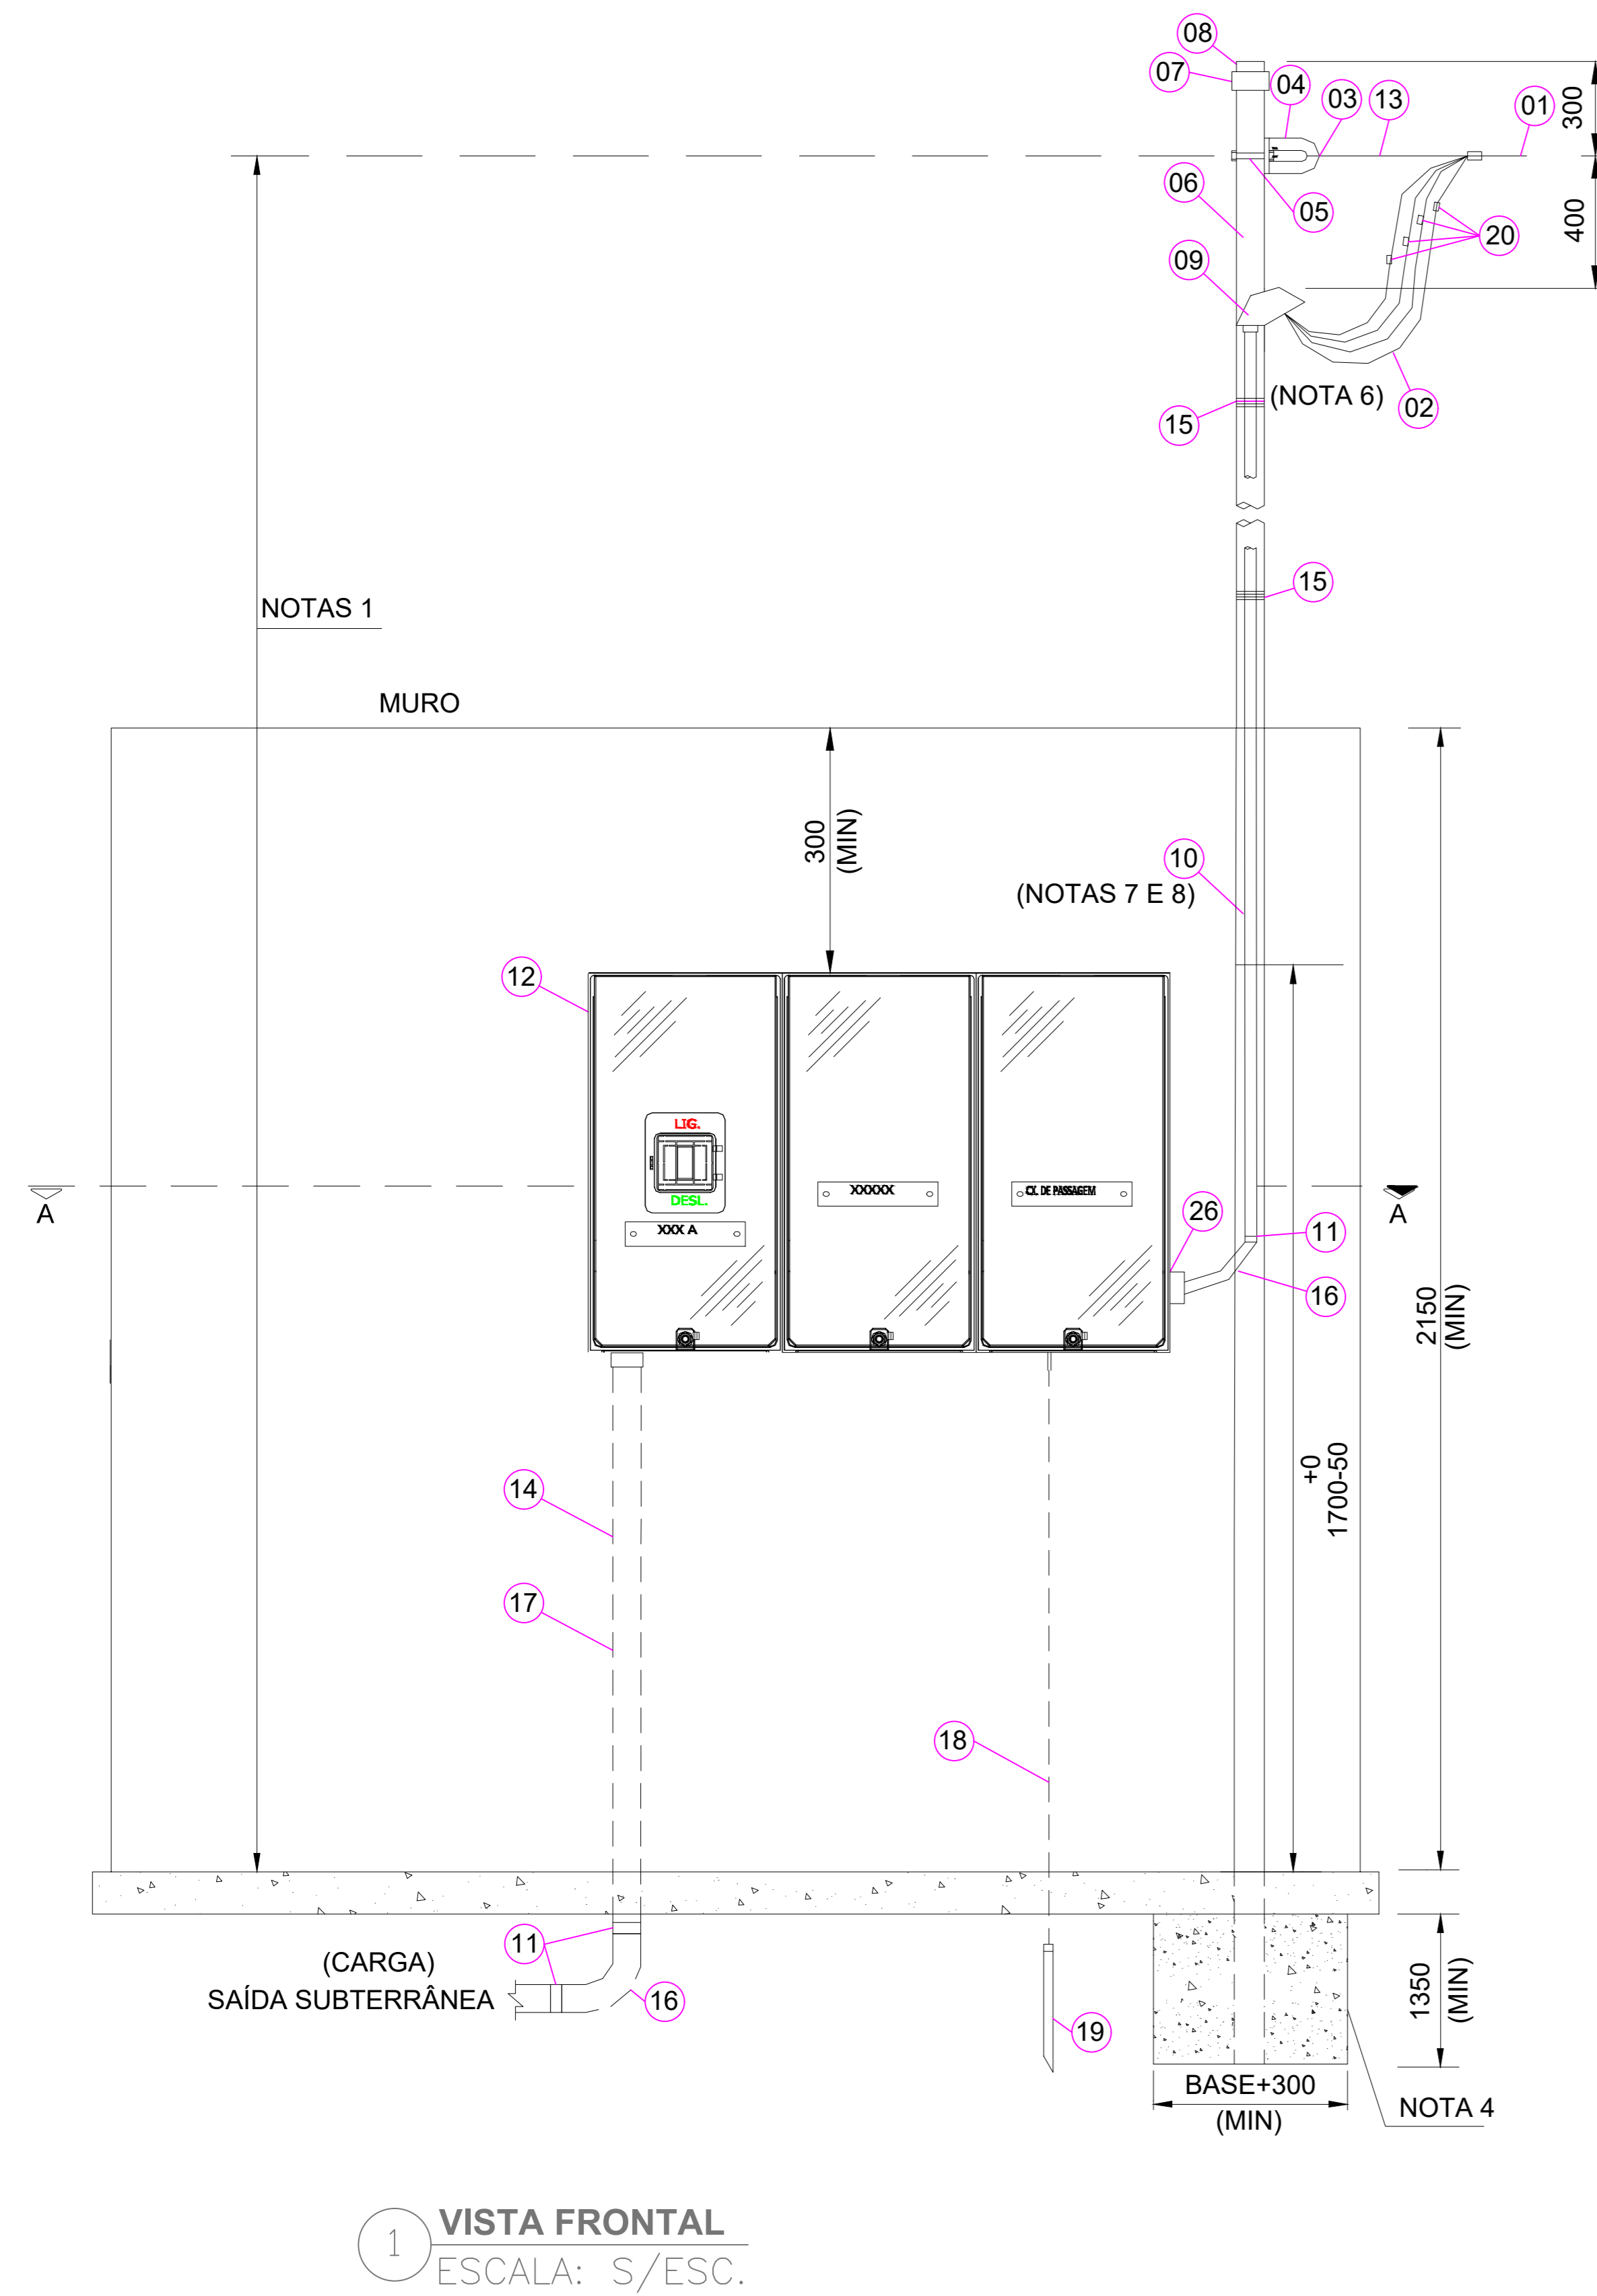 08
07
04
03
13
01
300
06
05
400
20
09
(NOTA 6)
02
15
15
NOTAS 1
MURO
300
(MIN)
10
(NOTAS 7 E 8)
12
LIG.
DESL.
XXX A
XXXXX
CX. DE PASSAGEM
A
A
26
11
16
2150
(MIN)
+0
1700-50
14
17
18
11
(CARGA)
SAÍDA SUBTERRÂNEA
16
19
1350
(MIN)
BASE+300
(MIN)
NOTA 4
1
VISTA FRONTAL
ESCALA: S/ESC.